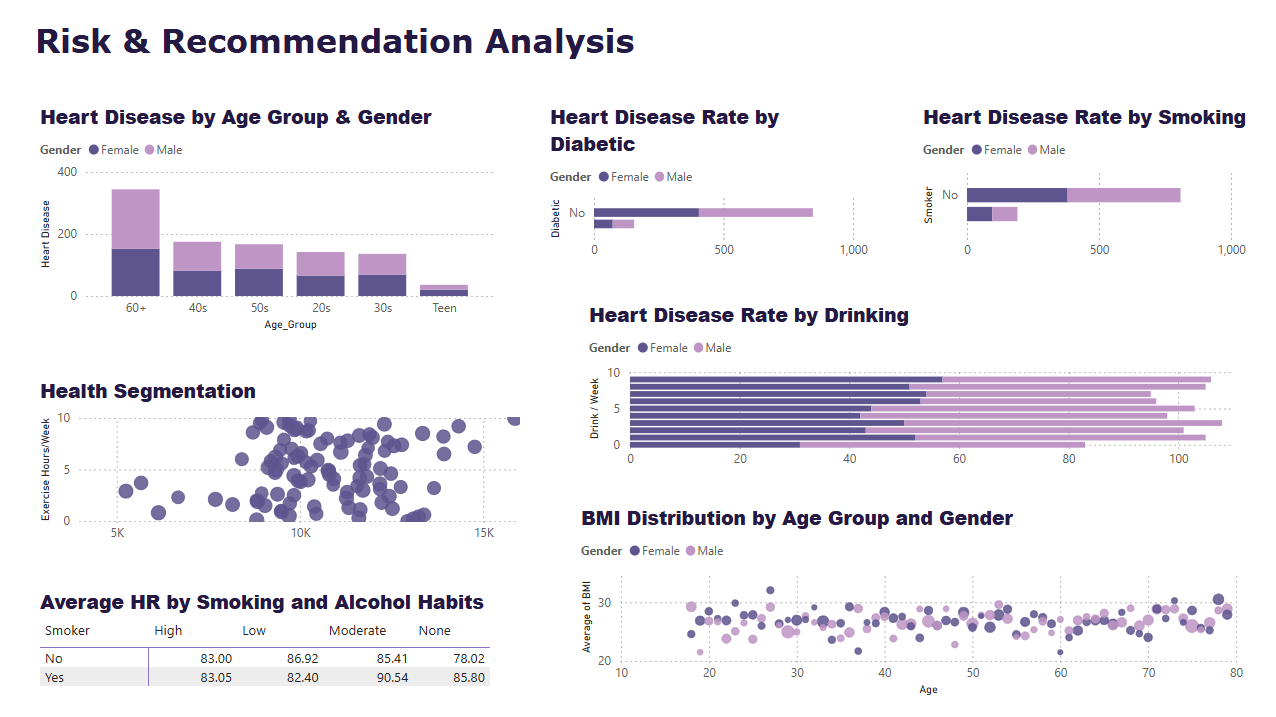 Risk & Recommendation Analysis
Heart Disease by Age Group & Gender
Gender Female Male
Heart Disease
400
200
0
60+ 40s 50s 20s 30s Teen
Age_Group
Heart Disease Rate by
Diabetic
Gender Female Male
Diabetic
No
0 500 1,000
Heart Disease Rate by Smoking
Gender Female Male
Smoker
No
0 500 1,000
Heart Disease Rate by Drinking
Gender Female Male
Drink / Week
10
5
0
0 20 40 60 80 100
Health Segmentation
Exercise Hours/Week
10
5
0
5K 10K 15K
BMI Distribution by Age Group and Gender
Gender Female Male
Average of BMI
30
20
10 20 30 40 50 60 70 80
Age
Average HR by Smoking and Alcohol Habits
Smoker High Low Moderate None
No 83.00 86.92 85.41 78.02
Yes 83.05 82.40 90.54 85.80